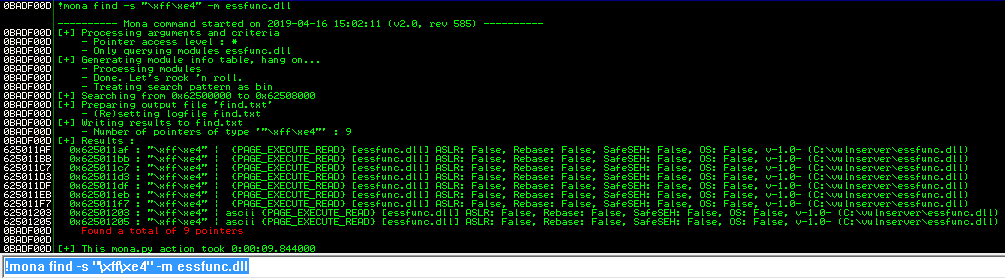 0BADF00D !mona find -s "\xff\xe4" -m essfunc.dll
0BADF00D
0BADF00D ---------- Mona command started on 2019-04-16 15:02:11 (v2.0, rev 585) ----------
0BADF00D [+] Processing arguments and criteria
0BADF00D - Pointer access level : *
0BADF00D - Only querying modules essfunc.dll
0BADF00D [+] Generating module info table, hang on...
0BADF00D - Processing modules
0BADF00D - Done. Let's rock 'n roll.
0BADF00D - Treating search pattern as bin
0BADF00D [+] Searching from 0x62500000 to 0x62508000
0BADF00D [+] Preparing output file 'find.txt'
0BADF00D - (Re)setting logfile find.txt
0BADF00D [+] Writing results to find.txt
0BADF00D - Number of pointers of type '"\xff\xe4"' : 9
0BADF00D [+] Results :
625011AF 0x625011af : "\xff\xe4" | {PAGE_EXECUTE_READ} [essfunc.dll] ASLR: False, Rebase: False, SafeSEH: False, OS: False, v-1.0- (C:\vulnserver\essfunc.dll)
625011BB 0x625011bb : "\xff\xe4" | {PAGE_EXECUTE_READ} [essfunc.dll] ASLR: False, Rebase: False, SafeSEH: False, OS: False, v-1.0- (C:\vulnserver\essfunc.dll)
625011C7 0x625011c7 : "\xff\xe4" | {PAGE_EXECUTE_READ} [essfunc.dll] ASLR: False, Rebase: False, SafeSEH: False, OS: False, v-1.0- (C:\vulnserver\essfunc.dll)
625011D3 0x625011d3 : "\xff\xe4" | {PAGE_EXECUTE_READ} [essfunc.dll] ASLR: False, Rebase: False, SafeSEH: False, OS: False, v-1.0- (C:\vulnserver\essfunc.dll)
625011DF 0x625011df : "\xff\xe4" | {PAGE_EXECUTE_READ} [essfunc.dll] ASLR: False, Rebase: False, SafeSEH: False, OS: False, v-1.0- (C:\vulnserver\essfunc.dll)
625011EB 0x625011eb : "\xff\xe4" | {PAGE_EXECUTE_READ} [essfunc.dll] ASLR: False, Rebase: False, SafeSEH: False, OS: False, v-1.0- (C:\vulnserver\essfunc.dll)
625011F7 0x625011f7 : "\xff\xe4" | {PAGE_EXECUTE_READ} [essfunc.dll] ASLR: False, Rebase: False, SafeSEH: False, OS: False, v-1.0- (C:\vulnserver\essfunc.dll)
62501203 0x62501203 : "\xff\xe4" | ascii {PAGE_EXECUTE_READ} [essfunc.dll] ASLR: False, Rebase: False, SafeSEH: False, OS: False, v-1.0- (C:\vulnserver\es
62501205 0x62501205 : "\xff\xe4" | ascii {PAGE_EXECUTE_READ} [essfunc.dll] ASLR: False, Rebase: False, SafeSEH: False, OS: False, v-1.0- (C:\vulnserver\es
0BADF00D Found a total of 9 pointers
0BADF00D
0BADF00D [+] This mona.py action took 0:00:09.844000
!mona find -s "\xff\xe4" -m essfunc.dll